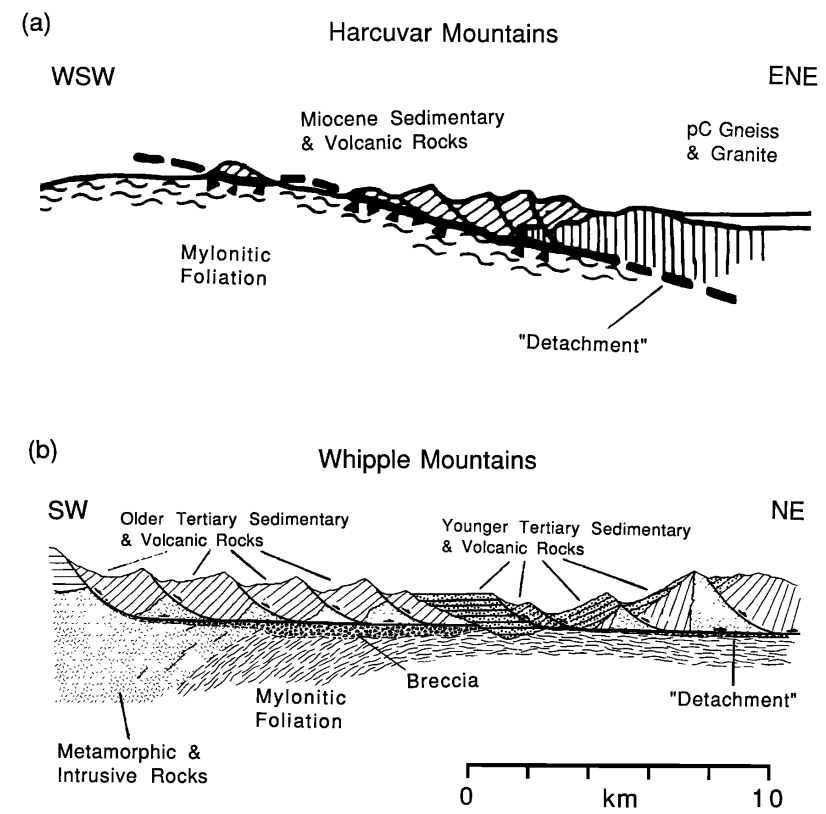 (a)
Harcuvar Mountains
WSW
ENE
Miocene Sedimentary
& Volcanic Rocks
pC Gneiss
& Granite
Mylonitic
Foliation
"Detachment"
(b)
Whipple Mountains
SW
NE
Older Tertiary Sedimentary
& Volcanic Rocks
Younger Tertiary Sedimentary
& Volcanic Rocks
Breccia
Mylonitic
Foliation
"Detachment"
Metamorphic &
Intrusive Rocks
0
km
10